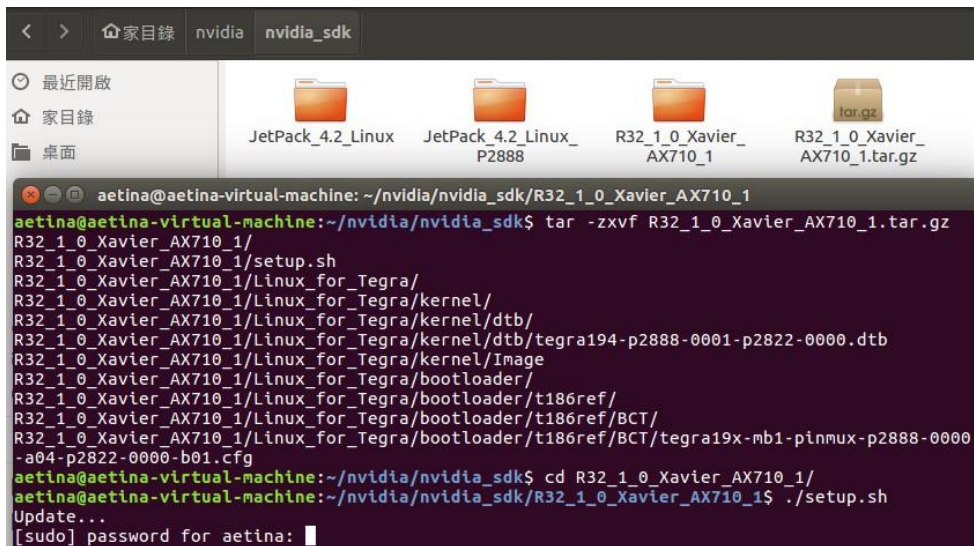 家目錄 nvidia nvidia_sdk
最近開啟
家目錄
桌面
JetPack_4.2_Linux
JetPack_4.2_Linux_
P2888
R32_1_0_Xavier_
AX710_1
tar.gz
R32_1_0_Xavier_
AX710_1.tar.gz
aetina@aetina-virtual-machine: ~/nvidia/nvidia_sdk/R32_1_0_Xavier_AX710_1
aetina@aetina-virtual-machine:~/nvidia/nvidia_sdk$ tar -zxvf R32_1_0_Xavier_AX710_1.tar.gz
R32_1_0_Xavier_AX710_1/
R32_1_0_Xavier_AX710_1/setup.sh
R32_1_0_Xavier_AX710_1/Linux_for_Tegra/
R32_1_0_Xavier_AX710_1/Linux_for_Tegra/kernel/
R32_1_0_Xavier_AX710_1/Linux_for_Tegra/kernel/dtb/
R32_1_0_Xavier_AX710_1/Linux_for_Tegra/kernel/dtb/tegra194-p2888-0001-p2822-0000.dtb
R32_1_0_Xavier_AX710_1/Linux_for_Tegra/kernel/Image
R32_1_0_Xavier_AX710_1/Linux_for_Tegra/bootloader/
R32_1_0_Xavier_AX710_1/Linux_for_Tegra/bootloader/t186ref/
R32_1_0_Xavier_AX710_1/Linux_for_Tegra/bootloader/t186ref/BCT/
R32_1_0_Xavier_AX710_1/Linux_for_Tegra/bootloader/t186ref/BCT/tegra19x-mb1-pinmux-p2888-0000
-a04-p2822-0000-b01.cfg
aetina@aetina-virtual-machine:~/nvidia/nvidia_sdk$ cd R32_1_0_Xavier_AX710_1/
aetina@aetina-virtual-machine:~/nvidia/nvidia_sdk/R32_1_0_Xavier_AX710_1$ ./setup.sh
Update...
[sudo] password for aetina: